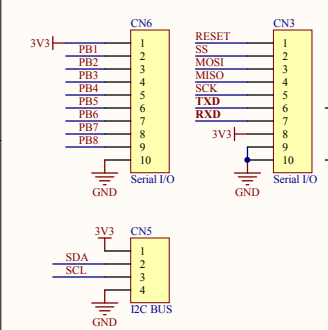 CN6
3V3 1
PB1 2
PB2 3
PB3 4
PB4 5
PB5 6
PB6 7
PB7 8
PB8 9
10
Serial I/O
GND
CN3
RESET 1
SS 2
MOSI 3
MISO 4
SCK 5
TXD 6
RXD 7
3V3 8
9
10
Serial I/O
GND
3V3
CN5
1
SDA 2
SCL 3
4
I2C BUS
GND